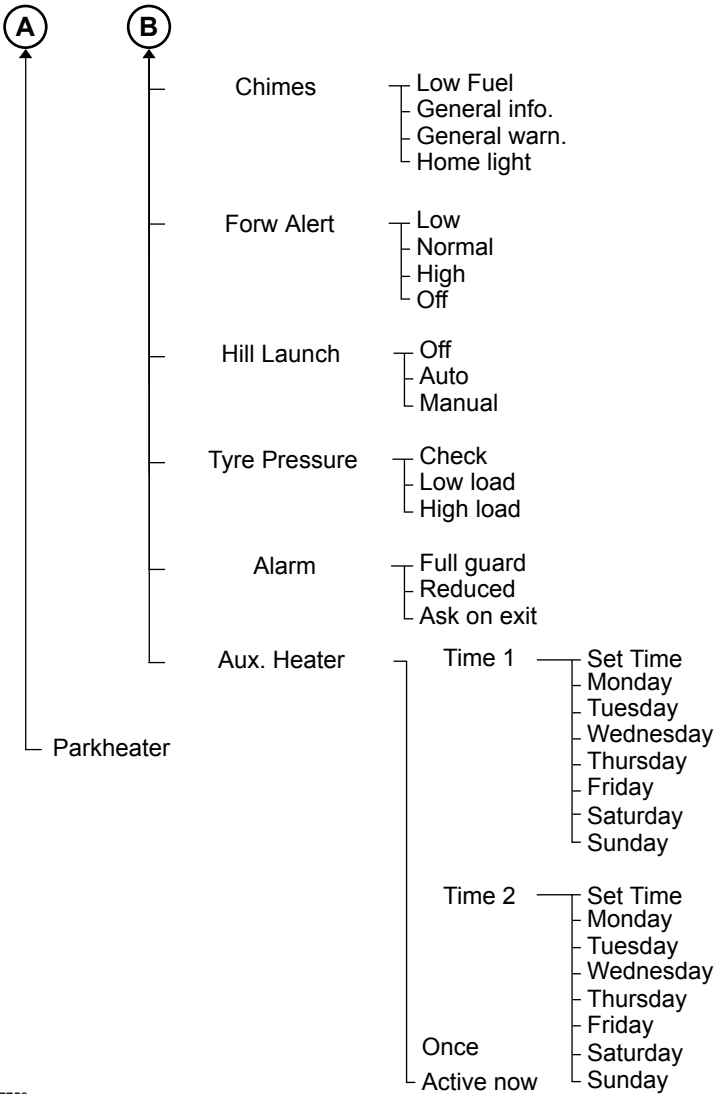 A B
Chimes
Low Fuel
General info.
General warn.
Home light
Forw Alert
Low
Normal
High
Off
Hill Launch
Off
Auto
Manual
Tyre Pressure
Check
Low load
High load
Alarm
Full guard
Reduced
Ask on exit
Aux. Heater
Time 1
Set Time
Monday
Tuesday
Wednesday
Thursday
Friday
Saturday
Sunday
Parkheater
Time 2
Set Time
Monday
Tuesday
Wednesday
Thursday
Friday
Saturday
Sunday
Once
Active now